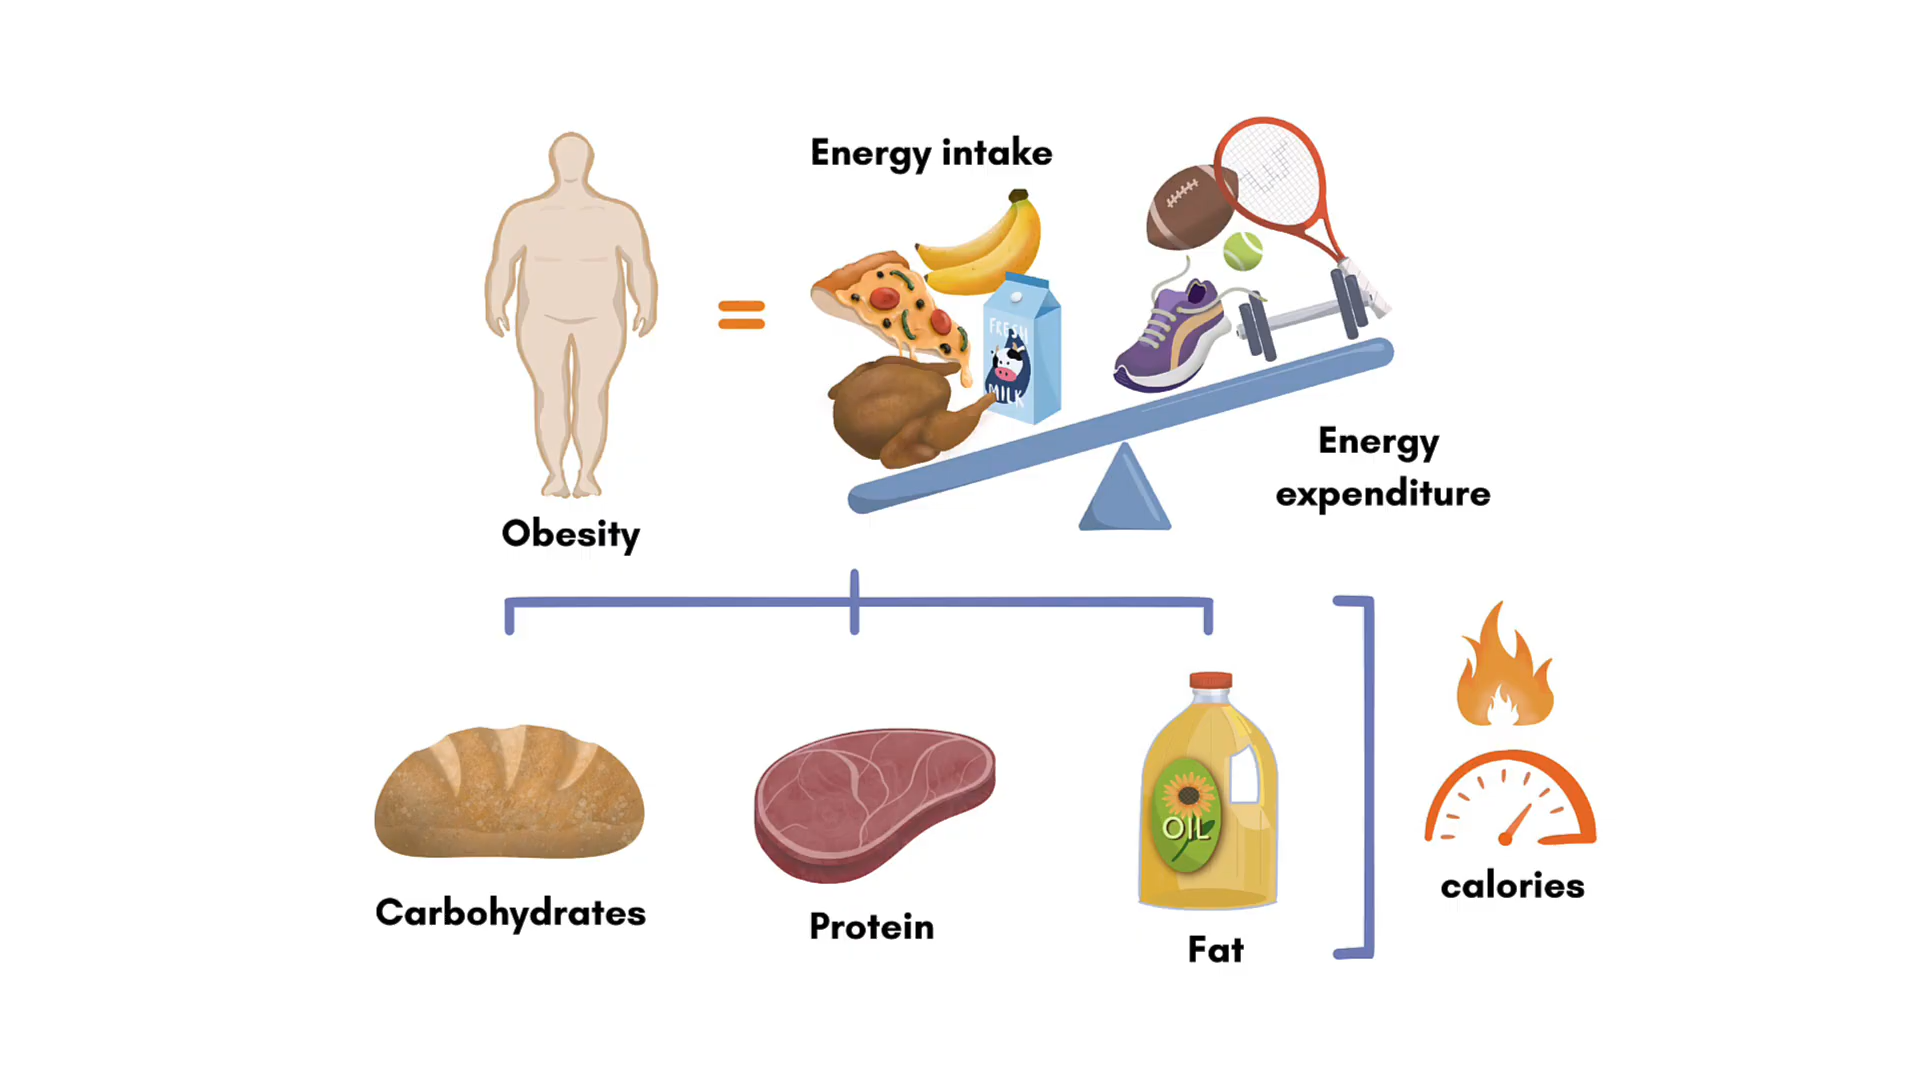 Energy intake
FRESH
MILK
Energy
expenditure
Obesity
OIL
Carbohydrates
Protein
Fat
calories